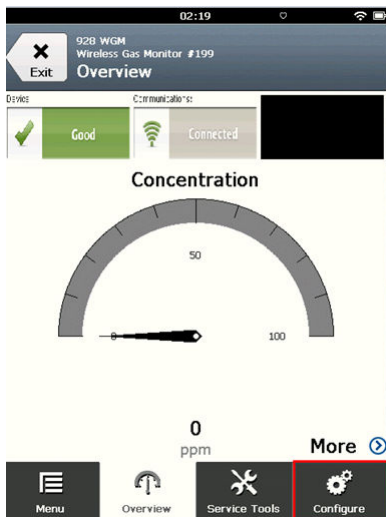 02:19
928 WGM
Wireless Gas Monitor #199
Exit
Overview
Device
Communications:
Good
Connected
Concentration
50
0
100
0
ppm
More
Menu
Overview
Service Tools
Configure